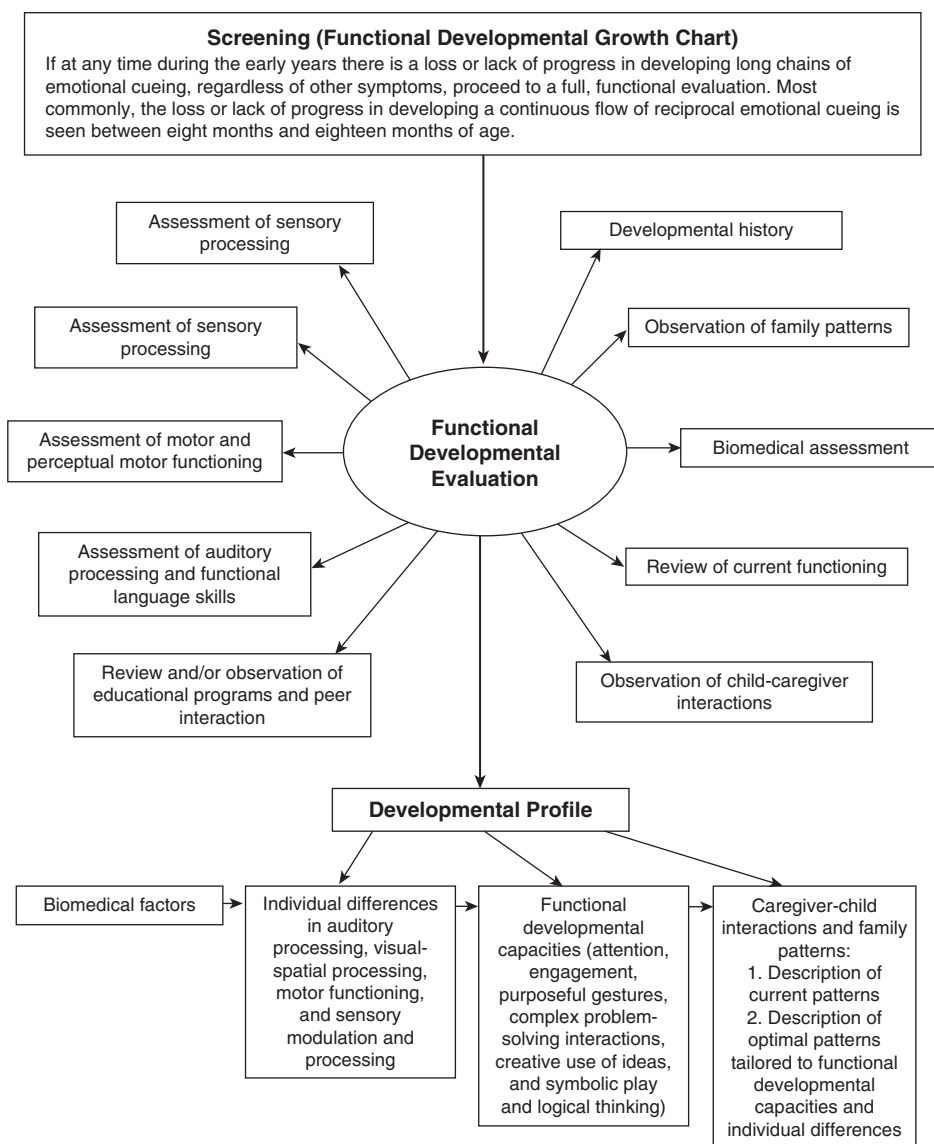 Screening (Functional Developmental Growth Chart)
If at any time during the early years there is a loss or lack of progress in developing long chains of
emotional cueing, regardless of other symptoms, proceed to a full, functional evaluation. Most
commonly, the loss or lack of progress in developing a continuous flow of reciprocal emotional cueing is
seen between eight months and eighteen months of age.
Assessment of sensory
processing
Developmental history
Assessment of sensory
processing
Observation of family patterns
Functional
Developmental
Evaluation
Assessment of motor and
perceptual motor functioning
Biomedical assessment
Assessment of auditory
processing and functional
language skills
Review of current functioning
Review and/or observation of
educational programs and peer
interaction
Observation of child-caregiver
interactions
Developmental Profile
Biomedical factors
Individual differences
in auditory
processing, visual-
spatial processing,
motor functioning,
and sensory
modulation and
processing
Functional
developmental
capacities (attention,
engagement,
purposeful gestures,
complex problem-
solving interactions,
creative use of ideas,
and symbolic play
and logical thinking)
Caregiver-child
interactions and family
patterns:
1. Description of
current patterns
2. Description of
optimal patterns
tailored to functional
developmental
capacities and
individual differences